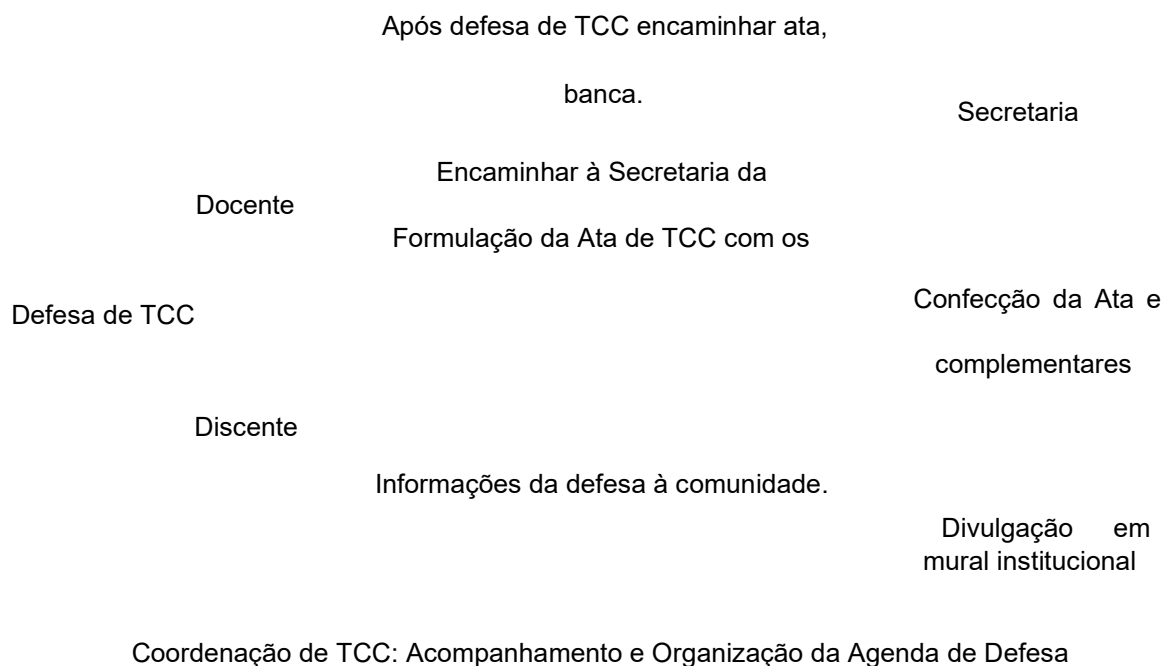 Após defesa de TCC encaminhar ata,
banca.
Secretaria
Encaminhar à Secretaria da
Docente
Formulação da Ata de TCC com os
Defesa de TCC
Confecção da Ata e
complementares
Discente
Informações da defesa à comunidade.
Divulgação em
mural institucional
Coordenação de TCC: Acompanhamento e Organização da Agenda de Defesa